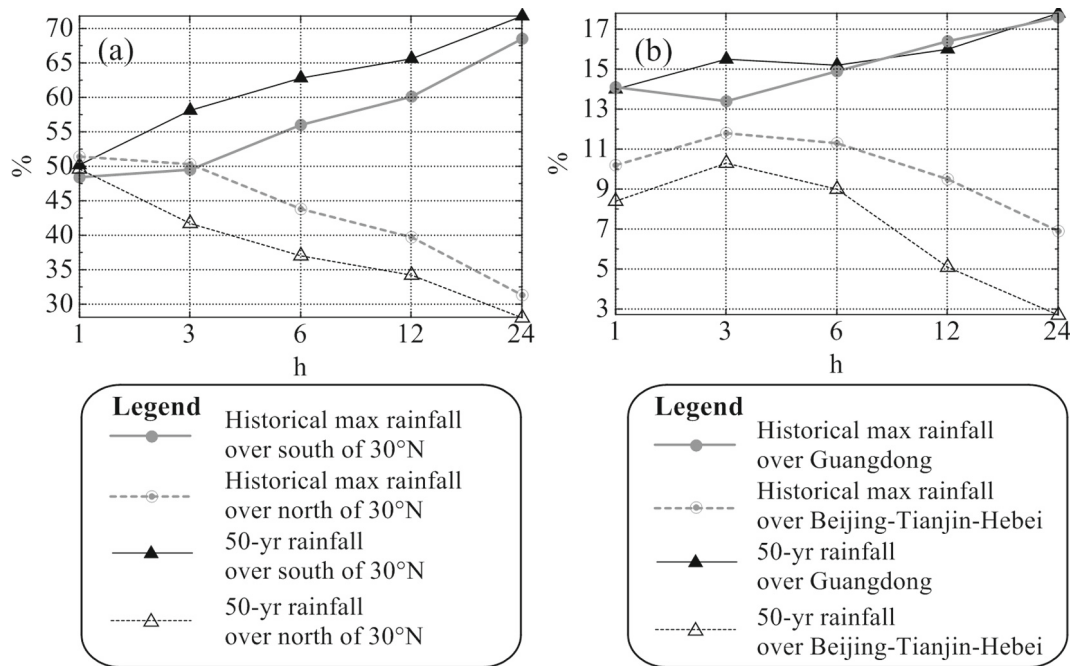 (a)
%
70
65
60
55
50
45
40
35
30
1 3 6 12 24
h
(b)
%
17
15
13
11
9
7
5
3
1 3 6 12 24
h
Legend
Historical max rainfall
over south of 30°N
Historical max rainfall
over north of 30°N
50-yr rainfall
over south of 30°N
50-yr rainfall
over north of 30°N
Legend
Historical max rainfall
over Guangdong
Historical max rainfall
over Beijing-Tianjin-Hebei
50-yr rainfall
over Guangdong
50-yr rainfall
over Beijing-Tianjin-Hebei